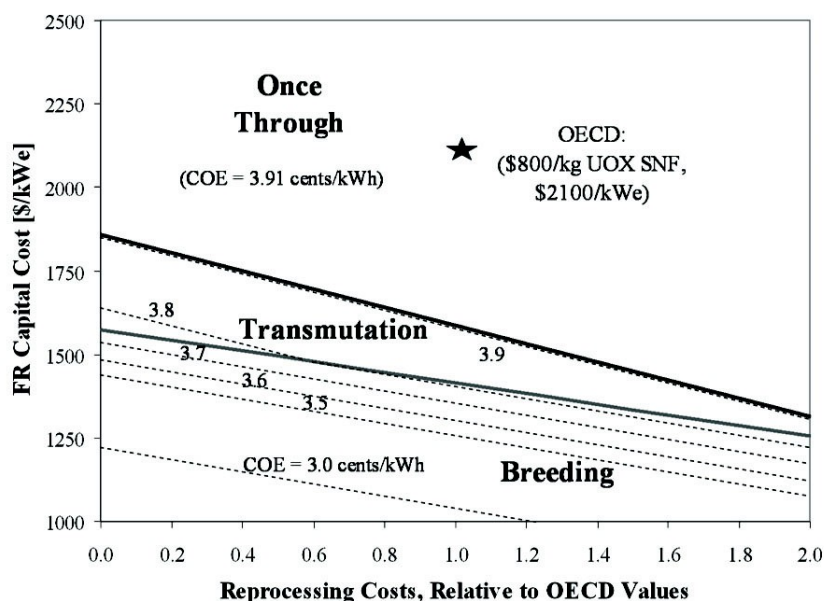 2500
2250
2000
1750
1500
1250
1000
FR Capital Cost [$/kWe]
Once
Through
(COE = 3.91 cents/kWh)
OECD:
($800/kg UOX SNF,
$2100/kWe)
3.8
Transmutation
3.9
3.7
3.6
3.5
COE = 3.0 cents/kWh
Breeding
0.0 0.2 0.4 0.6 0.8 1.0 1.2 1.4 1.6 1.8 2.0
Reprocessing Costs, Relative to OECD Values